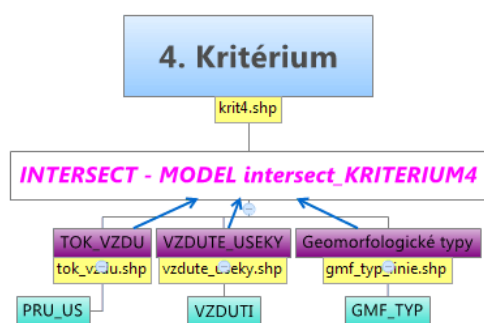 4. Kritérium
krit4.shp
INTERSECT - MODEL intersect_KRITERIUM4
TOK_VZDU VZDUTE_USEKY Geomorfologické typy
tok_vzdu.shp vzdute_useky.shp gmf_typ_linie.shp
PRU_US VZDUTI GMF_TYP